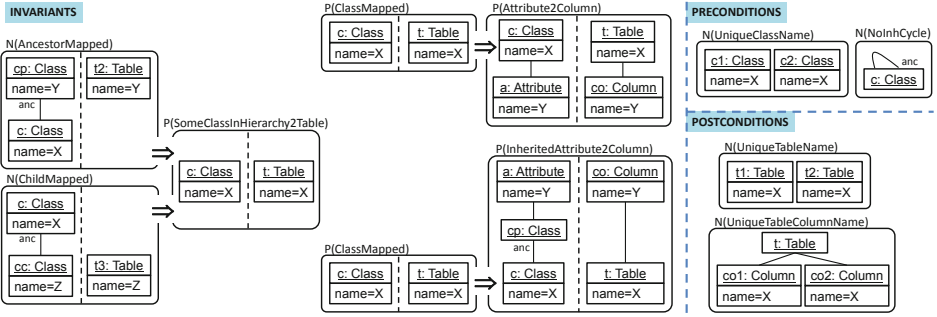 INVARIANTS
N(AncestorMapped)
cp: Class
name=Y
t2: Table
name=Y
anc
c: Class
name=X
N(ChildMapped)
c: Class
name=X
anc
cc: Class
name=Z
t3: Table
name=Z
P(SomeClassInHierarchy2Table)
c: Class
name=X
t: Table
name=X
P(ClassMapped)
c: Class
name=X
t: Table
name=X
P(Attribute2Column)
c: Class
name=X
t: Table
name=X
a: Attribute
name=Y
co: Column
name=Y
P(ClassMapped)
c: Class
name=X
t: Table
name=X
P(InheritedAttribute2Column)
a: Attribute
name=Y
co: Column
name=Y
cp: Class
anc
c: Class
name=X
t: Table
name=X
PRECONDITIONS
N(UniqueClassName)
c1: Class
name=X
c2: Class
name=X
N(NoInhCycle)
anc
c: Class
POSTCONDITIONS
N(UniqueTableName)
t1: Table
name=X
t2: Table
name=X
N(UniqueTableColumnName)
t: Table
co1: Column
name=X
co2: Column
name=X